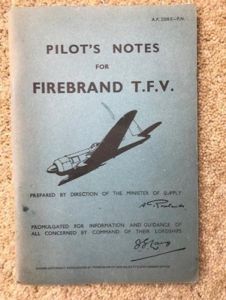 PILOT'S NOTES
FOR
FIREBRAND T.F.V.
PREPARED BY DIRECTION OF THE MINISTER OF SUPPLY
PROMULGATED FOR INFORMATION AND GUIDANCE OF
ALL CONCERNED BY COMMAND OF THEIR LORDSHIPS